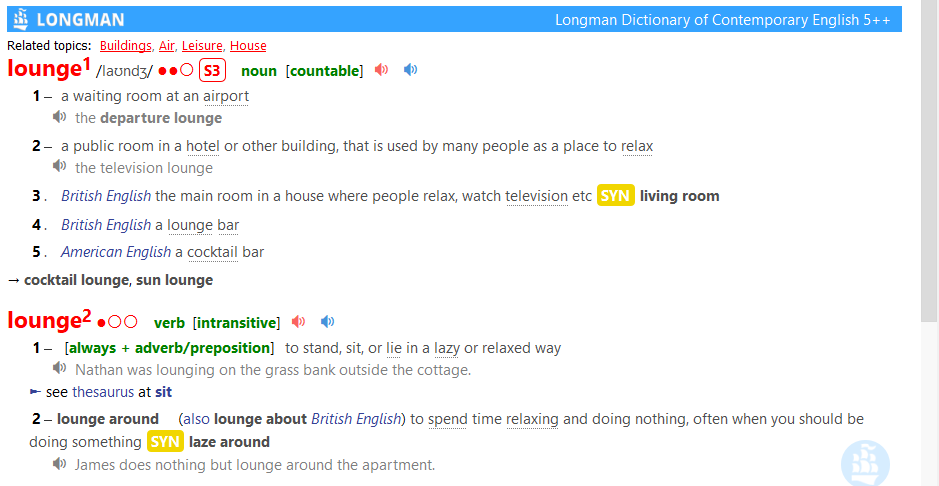 LONGMAN Longman Dictionary of Contemporary English 5++
Related topics: Buildings, Air, Leisure, House
lounge1 /laʊndʒ/ ●●○ S3 noun [countable]
1 – a waiting room at an airport
the departure lounge
2 – a public room in a hotel or other building, that is used by many people as a place to relax
the television lounge
3 . British English the main room in a house where people relax, watch television etc SYN living room
4 . British English a lounge bar
5 . American English a cocktail bar
→ cocktail lounge, sun lounge
lounge2 ●○○ verb [intransitive]
1 – [always + adverb/preposition] to stand, sit, or lie in a lazy or relaxed way
Nathan was lounging on the grass bank outside the cottage.
► see thesaurus at sit
2 – lounge around (also lounge about British English) to spend time relaxing and doing nothing, often when you should be
doing something SYN laze around
James does nothing but lounge around the apartment.